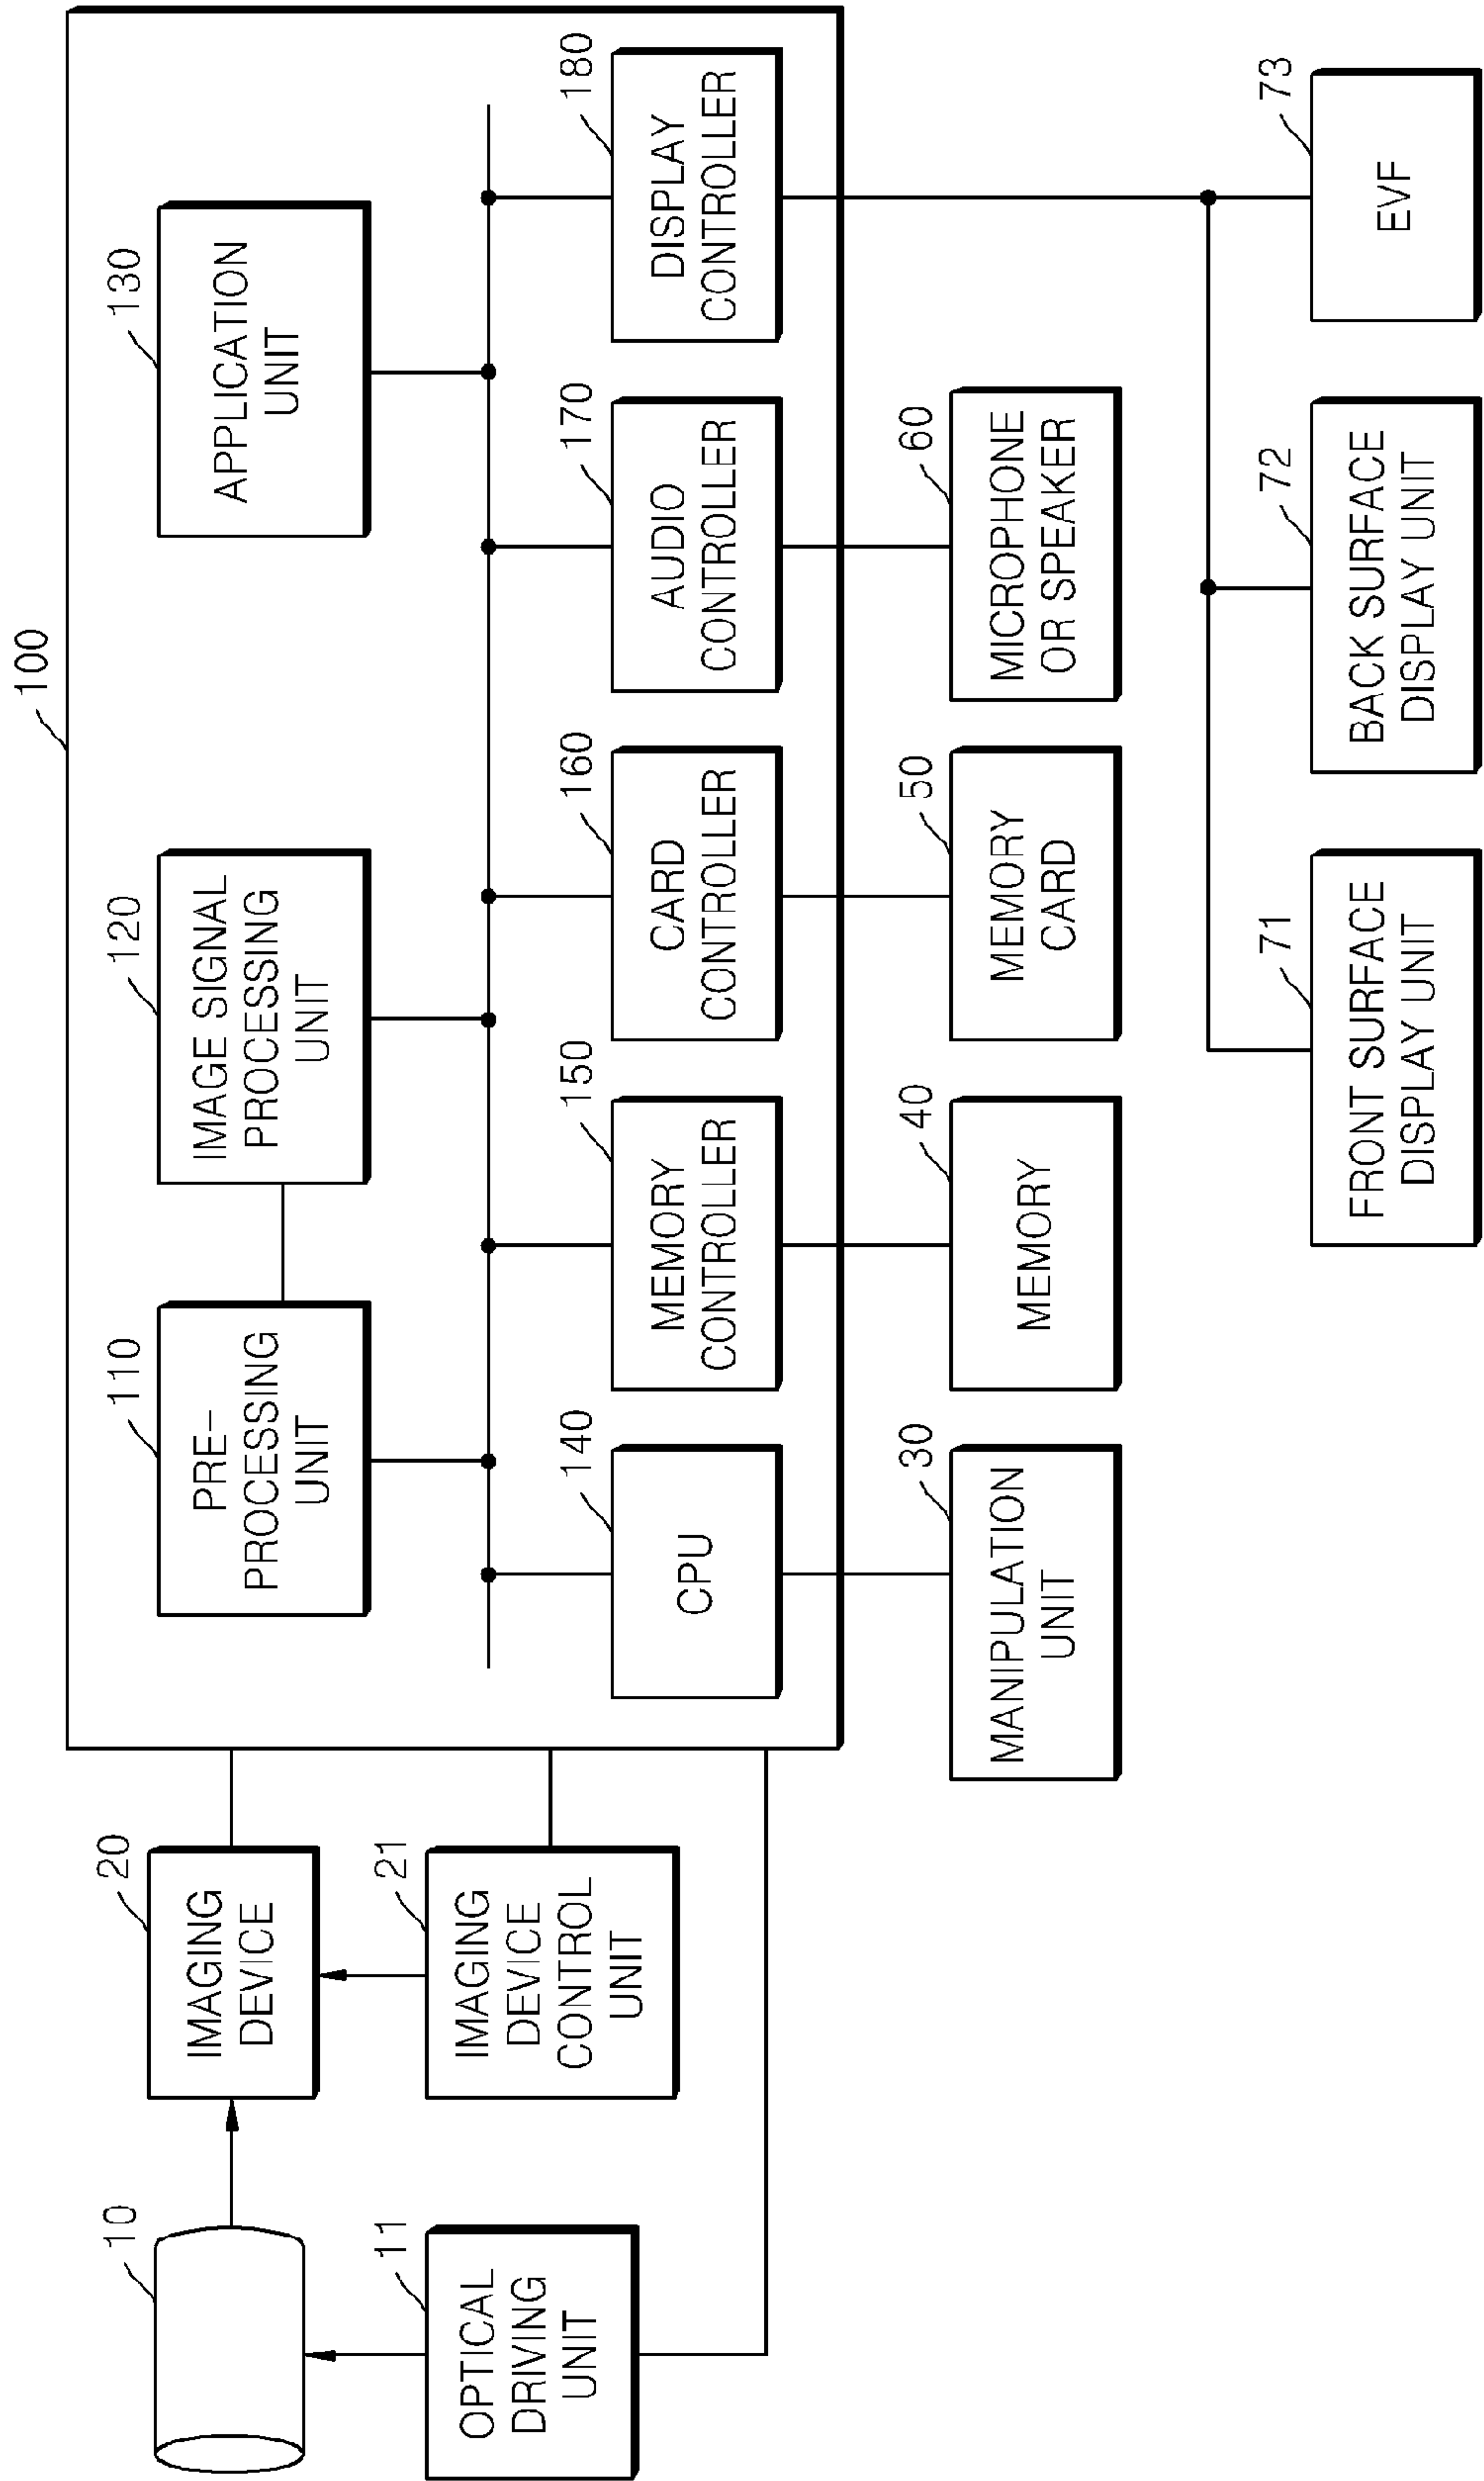 100
10
20
110
120
130
IMAGING
DEVICE
PRE-
PROCESSING
UNIT
IMAGE SIGNAL
PROCESSING
UNIT
APPLICATION
UNIT
11
21
140
150
160
170
180
OPTICAL
DRIVING
UNIT
IMAGING
DEVICE
CONTROL
UNIT
CPU
MEMORY
CONTROLLER
CARD
CONTROLLER
AUDIO
CONTROLLER
DISPLAY
CONTROLLER
30
40
50
60
MANIPULATION
UNIT
MEMORY
MEMORY
CARD
MICROPHONE
OR SPEAKER
71
72
73
FRONT SURFACE
DISPLAY UNIT
BACK SURFACE
DISPLAY UNIT
EVF